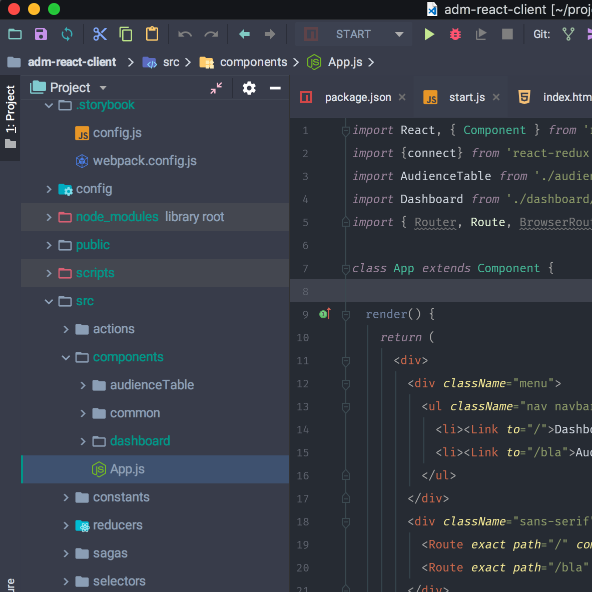 adm-react-client [~/proj
START
Git:
adm-react-client
src
components
App.js
1: Project
Project
.storybook
config.js
webpack.config.js
config
node_modules library root
public
scripts
src
actions
components
audienceTable
common
dashboard
App.js
constants
reducers
sagas
selectors
package.json
start.js
index.htm
1 import React, { Component } from '
2 import {connect} from 'react-redux
3 import AudienceTable from './audien
4 import Dashboard from './dashboard/
5 import { Router, Route, BrowserRout
6
7 class App extends Component {
8
9 render() {
10 return (
11 <div>
12 <div className="menu">
13 <ul className="nav navbar
14 <li><Link to="/">Dashbo
15 <li><Link to="/bla">Aud
16 </ul>
17 </div>
18 <div className="sans-serif"
19 <Route exact path="/" com
20 <Route exact path="/bla"
21 </div>